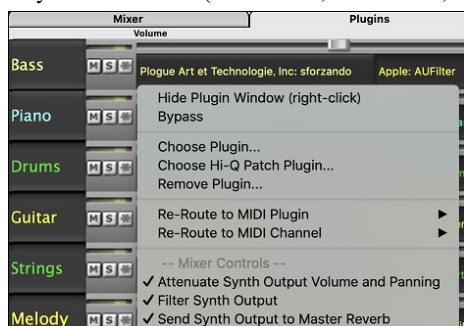 Mixer
Plugins
Volume
Bass
M S
Plogue Art et Technologie, Inc: sforzando
Apple: AUFilter
Hide Plugin Window (right-click)
Bypass
Piano
M S
Choose Plugin...
Choose Hi-Q Patch Plugin...
Drums
M S
Remove Plugin...
Guitar
M S
Re-Route to MIDI Plugin
Re-Route to MIDI Channel
Strings
M S
-- Mixer Controls --
✓ Attenuate Synth Output Volume and Panning
✓ Filter Synth Output
Melody
M S
✓ Send Synth Output to Master Reverb